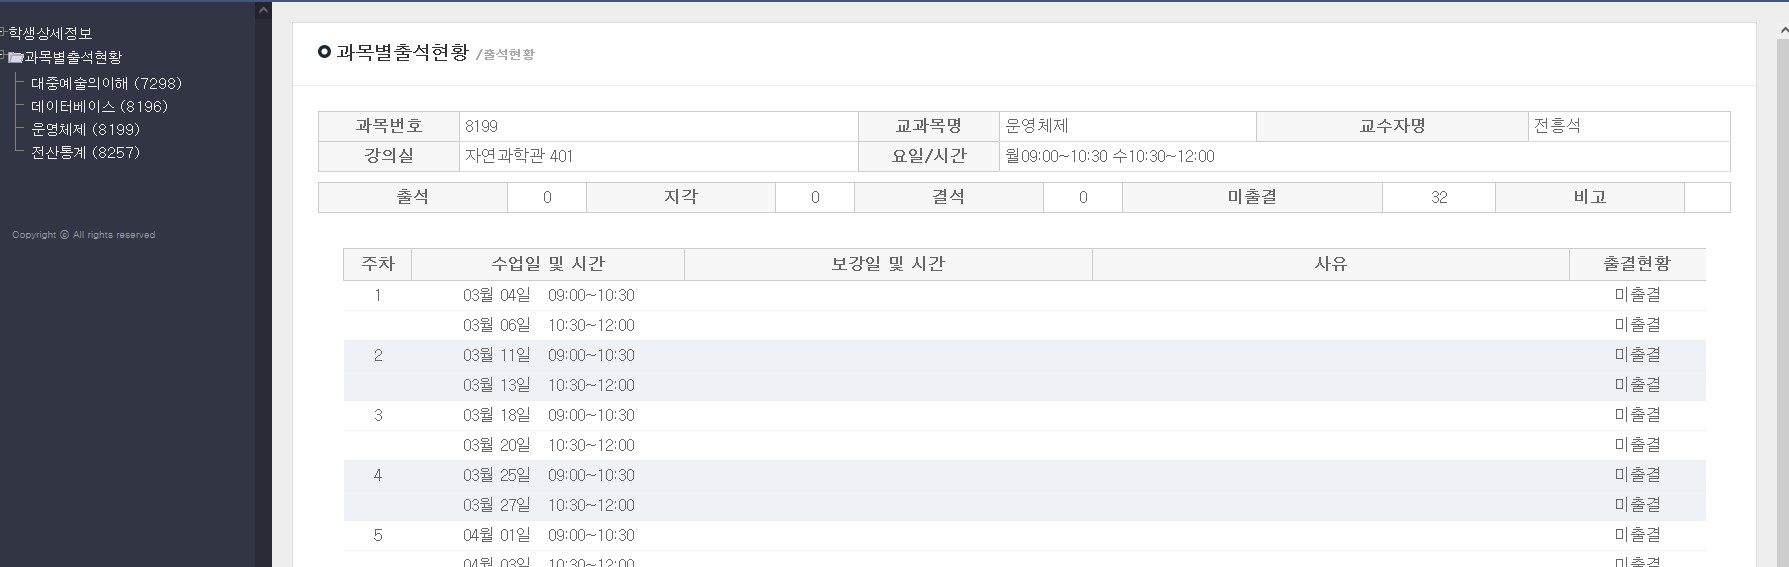 학생상세정보
과목별출석현황
대중예술의이해 (7298)
데이터베이스 (8196)
운영체제 (8199)
전산통계 (8257)
Copyright ⓒ All rights reserved
과목별출석현황 /출석현황
과목번호 8199 교과목명 운영체제 교수자명 전흥석
강의실 자연과학관 401 요일/시간 월09:00~10:30 수10:30~12:00
출석 0 지각 0 결석 0 미출결 32 비고
주차 수업일 및 시간 보강일 및 시간 사유 출결현황
1 03월 04일 09:00~10:30 미출결
03월 06일 10:30~12:00 미출결
2 03월 11일 09:00~10:30 미출결
03월 13일 10:30~12:00 미출결
3 03월 18일 09:00~10:30 미출결
03월 20일 10:30~12:00 미출결
4 03월 25일 09:00~10:30 미출결
03월 27일 10:30~12:00 미출결
5 04월 01일 09:00~10:30 미출결
04월 03일 10:30~12:00 미출결